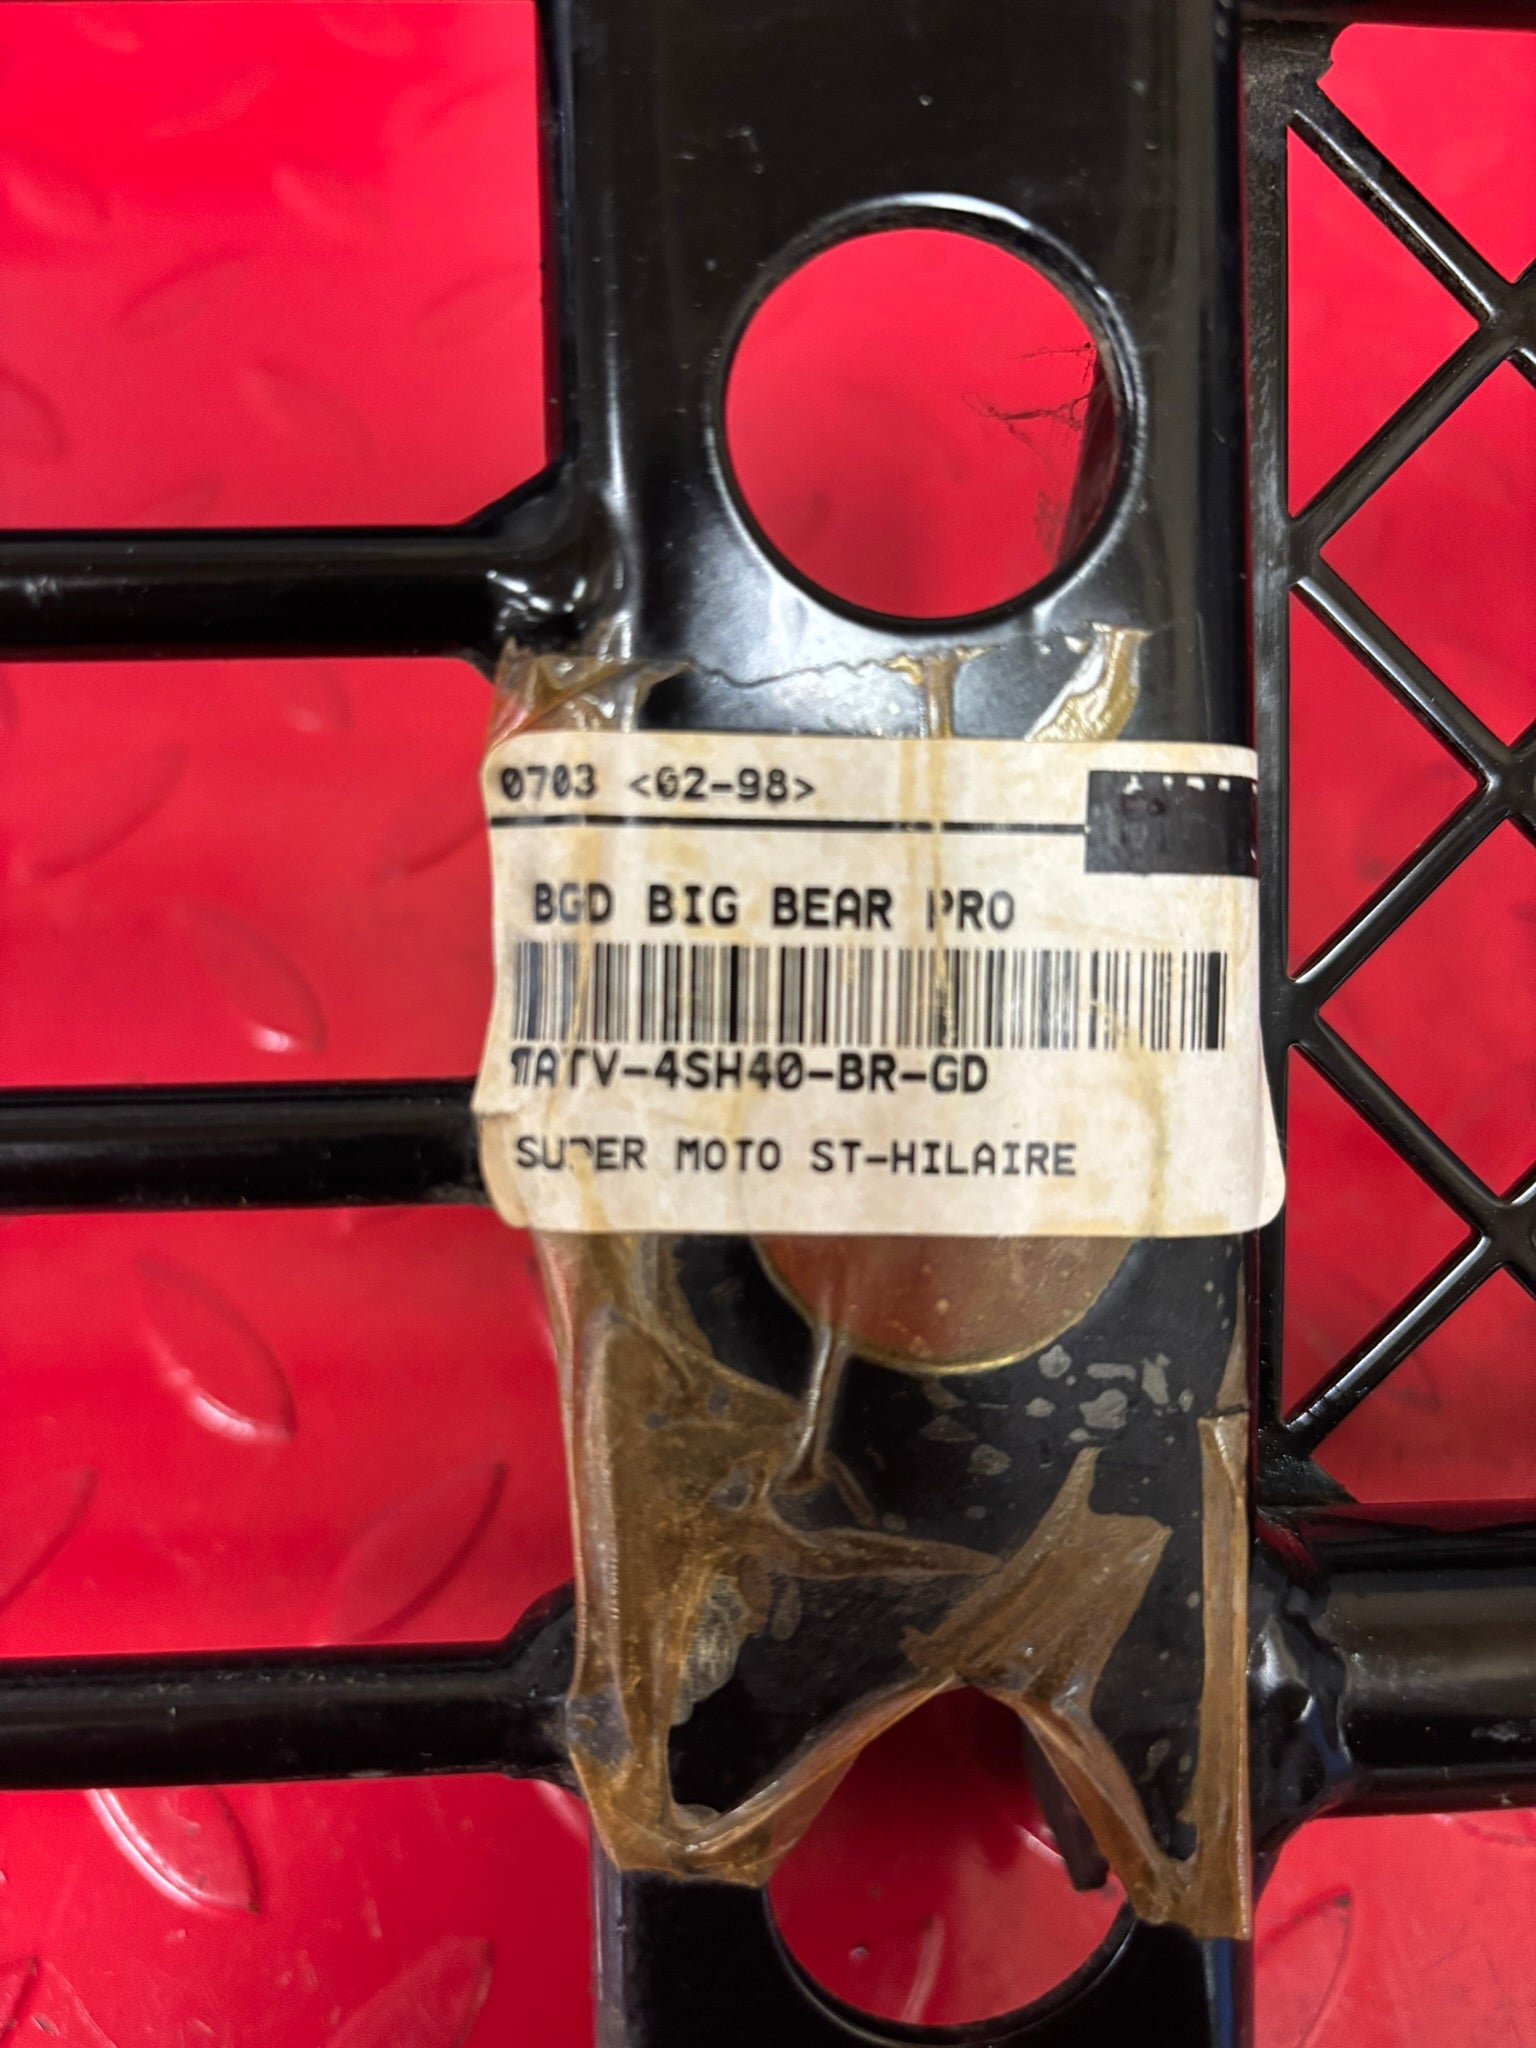 0703 <02-98>
BGD BIG BEAR PRO
¶ATV-4SH40-BR-GD
SUPER MOTO ST-HILAIRE